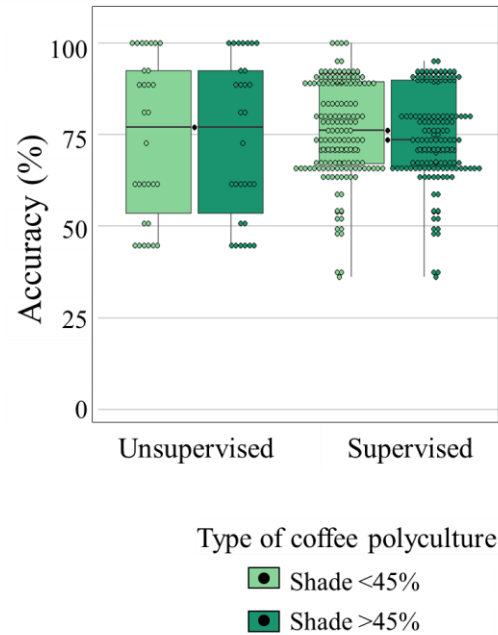 Accuracy (%)
100
75
50
25
0
Unsupervised
Supervised
Type of coffee polyculture
Shade <45%
Shade >45%